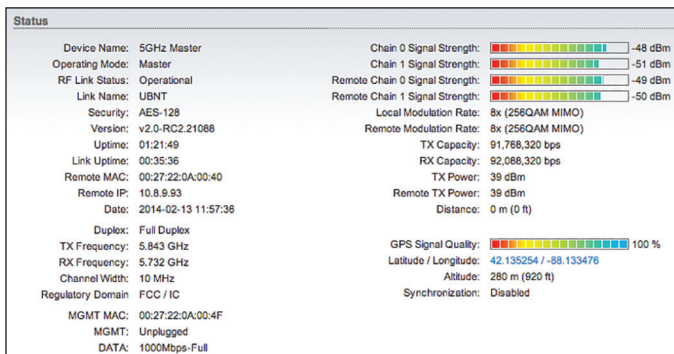 Status
Device Name: 5GHz Master
Operating Mode: Master
RF Link Status: Operational
Link Name: UBNT
Security: AES-128
Version: v2.0-RC2.21088
Uptime: 01:21:49
Link Uptime: 00:35:36
Remote MAC: 00:27:22:0A:00:40
Remote IP: 10.8.9.93
Date: 2014-02-13 11:57:36
Duplex: Full Duplex
TX Frequency: 5.843 GHz
RX Frequency: 5.732 GHz
Channel Width: 10 MHz
Regulatory Domain FCC / IC
MGMT MAC: 00:27:22:0A:00:4F
MGMT: Unplugged
DATA: 1000Mbps-Full
Chain 0 Signal Strength: -48 dBm
Chain 1 Signal Strength: -51 dBm
Remote Chain 0 Signal Strength: -49 dBm
Remote Chain 1 Signal Strength: -50 dBm
Local Modulation Rate: 8x (256QAM MIMO)
Remote Modulation Rate: 8x (256QAM MIMO)
TX Capacity: 91,768,320 bps
RX Capacity: 92,088,320 bps
TX Power: 39 dBm
Remote TX Power: 39 dBm
Distance: 0 m (0 ft)
GPS Signal Quality: 100 %
Latitude / Longitude: 42.135254 / -88.133476
Altitude: 280 m (920 ft)
Synchronization: Disabled